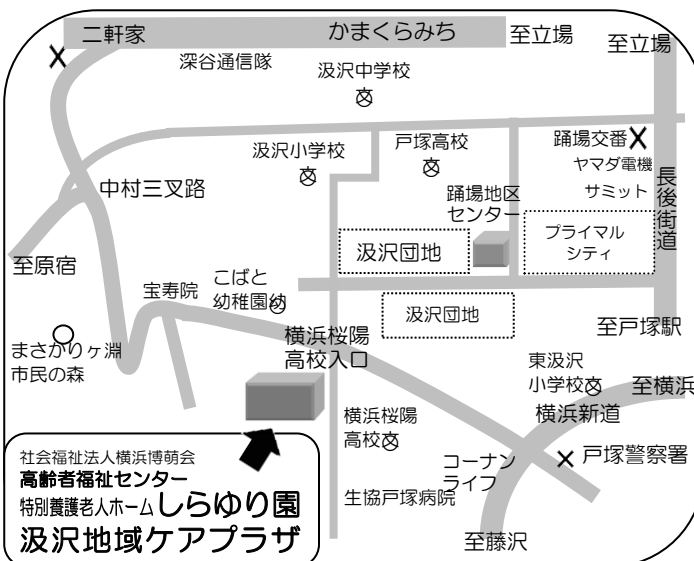 二軒家
かまくらみち
至立場
至立場
深谷通信隊
汲沢中学校
踊場交番
汲沢小学校
戸塚高校
ヤマダ電機
サミット
長後街道
中村三叉路
踊場地区
センター
プライマル
シティ
汲沢団地
至原宿
宝寿院
こばと
幼稚園幼
汲沢団地
至戸塚駅
横浜桜陽
高校入口
まさかりヶ淵
市民の森
東汲沢
小学校
至横浜
横浜新道
横浜桜陽
高校
コーナン
ライフ
戸塚警察署
生協戸塚病院
至藤沢
社会福祉法人横浜博萌会
高齢者福祉センター
特別養護老人ホームしらゆり園
汲沢地域ケアプラザ